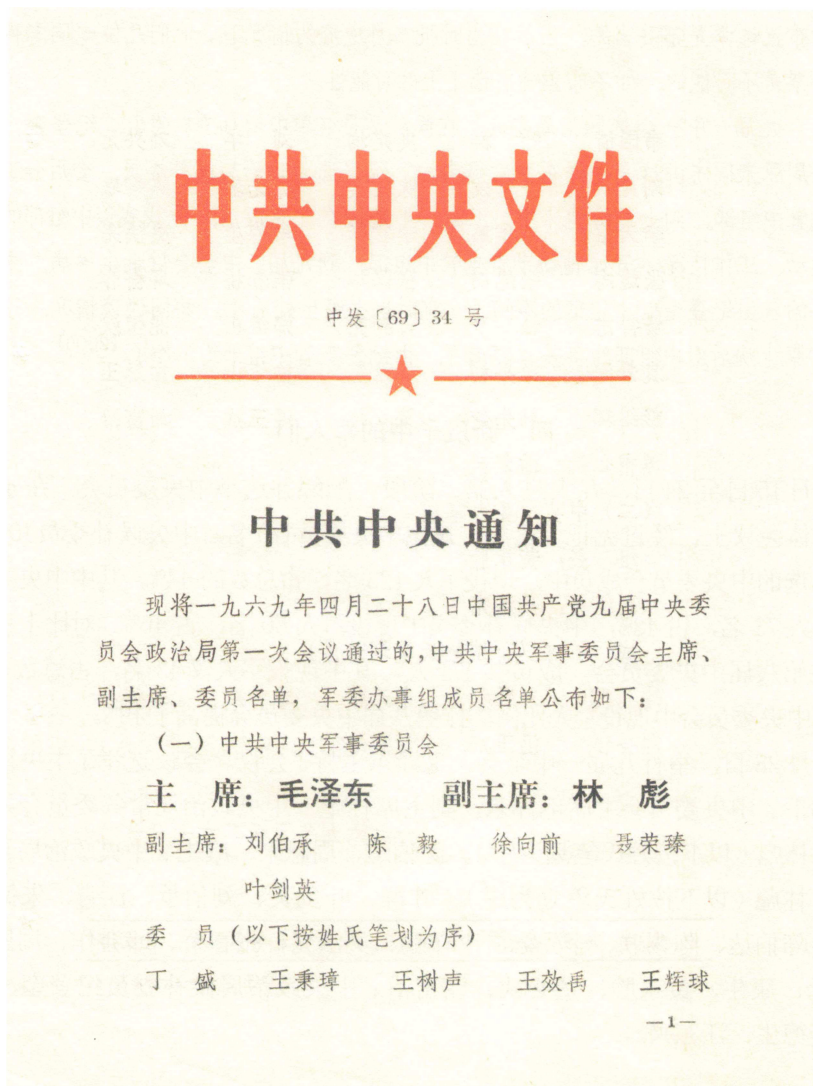 中共中央文件
中发〔69〕34 号
中共中央通知
现将一九六九年四月二十八日中国共产党九届中央委
员会政治局第一次会议通过的,中共中央军事委员会主席、
副主席、委员名单,军委办事组成员名单公布如下:
(一)中共中央军事委员会
主 席:毛泽东 副主席:林 彪
副主席:刘伯承 陈 毅 徐向前 聂荣臻
叶剑英
委 员(以下按姓氏笔划为序)
丁 盛 王秉璋 王树声 王效禹 王辉球
—1—